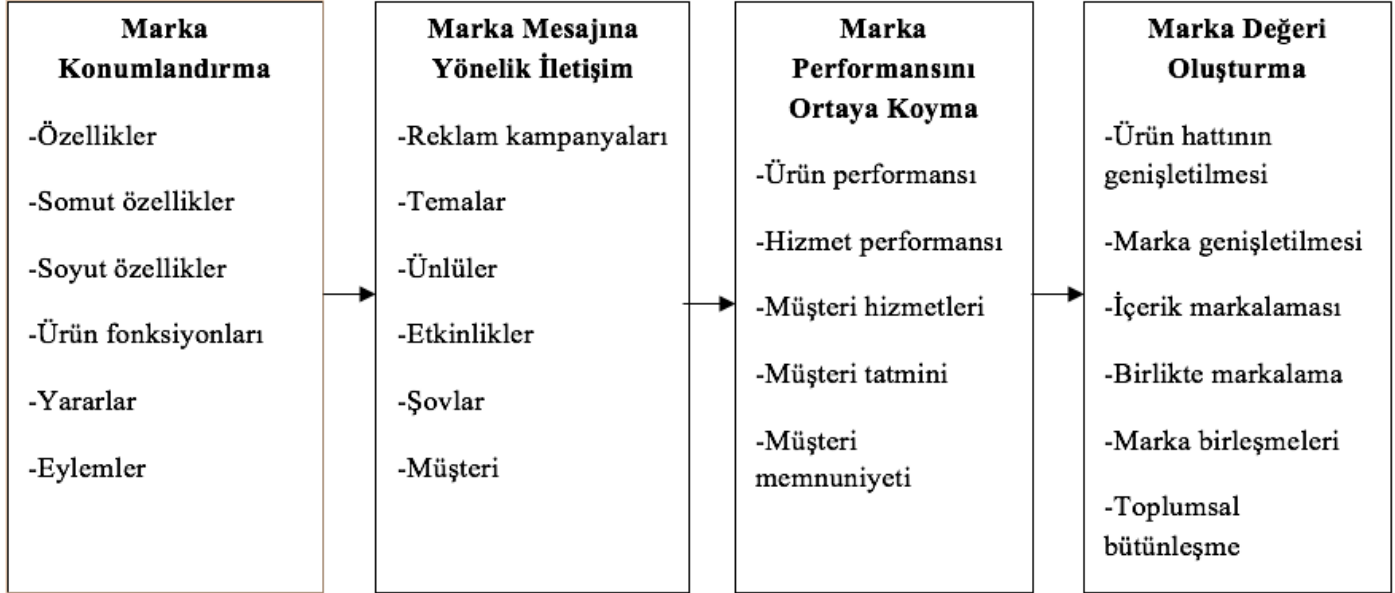 Marka
Konumlandırma
-Özellikler
-Somut özellikler
-Soyut özellikler
-Ürün fonksiyonları
-Yararlar
-Eylemler
Marka Mesajına
Yönelik İletişim
-Reklam kampanyaları
-Temalar
-Ünlüler
-Etkinlikler
-Şovlar
-Müşteri
Marka
Performansını
Ortaya Koyma
-Ürün performansı
-Hizmet performansı
-Müşteri hizmetleri
-Müşteri tatmini
-Müşteri
memnuniyeti
Marka Değeri
Oluşturma
-Ürün hattının
genişletilmesi
-Marka genişletilmesi
-İçerik markalaması
-Birlikte markalama
-Marka birleşmeleri
-Toplumsal
bütünleşme